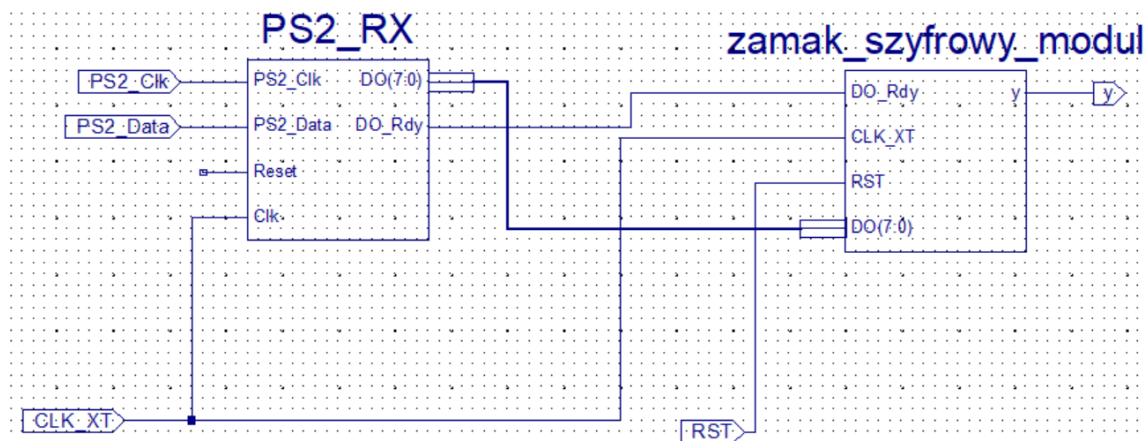 PS2_RX
zamak_szyfrowy_modul
PS2_Clk
PS2_Clk
DO(7:0)
PS2_Data
PS2_Data
DO_Rdy
Reset
Clk
DO_Rdy
y
y
CLK_XT
RST
DO(7:0)
CLK_XT
RST